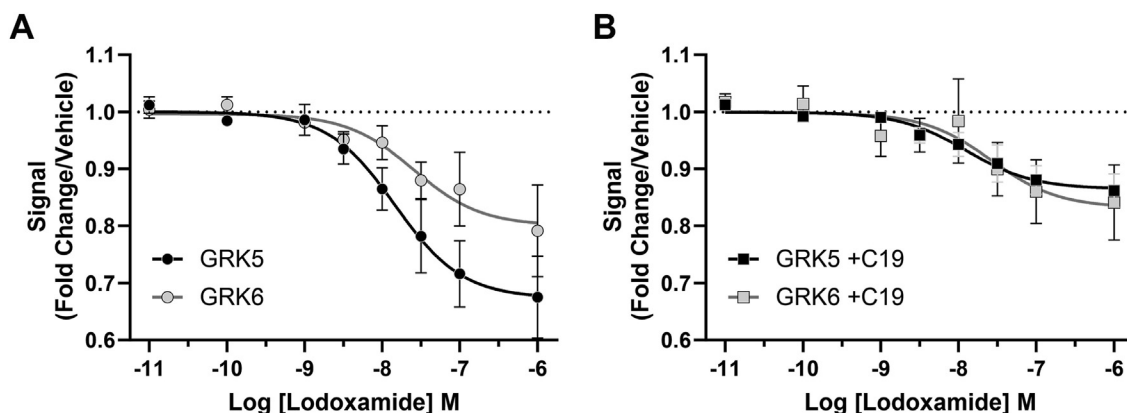 A
Signal
(Fold Change/Vehicle)
1.1
1.0
0.9
0.8
0.7
0.6
GRK5
GRK6
-11 -10 -9 -8 -7 -6
Log [Lodoxamide] M
B
Signal
(Fold Change/Vehicle)
1.1
1.0
0.9
0.8
0.7
0.6
GRK5 +C19
GRK6 +C19
-11 -10 -9 -8 -7 -6
Log [Lodoxamide] M